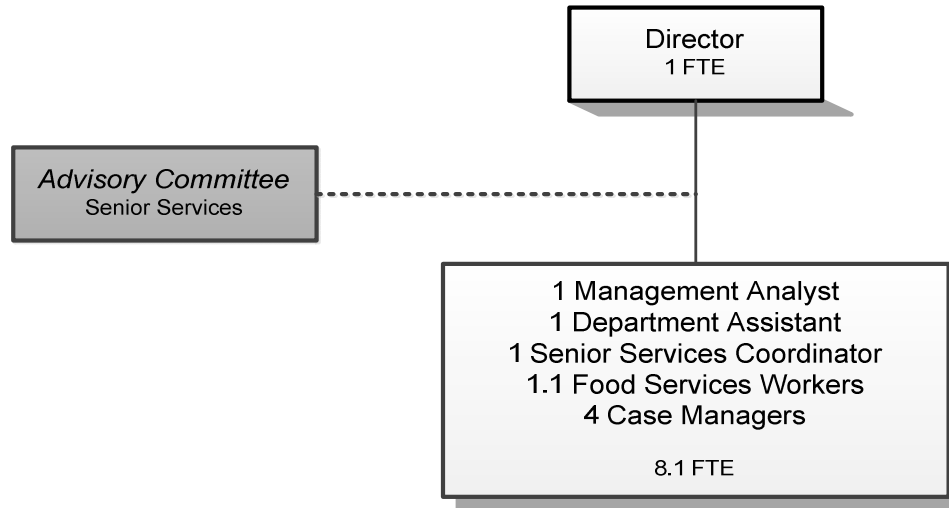 Director
1 FTE
Advisory Committee
Senior Services
1 Management Analyst
1 Department Assistant
1 Senior Services Coordinator
1.1 Food Services Workers
4 Case Managers
8.1 FTE